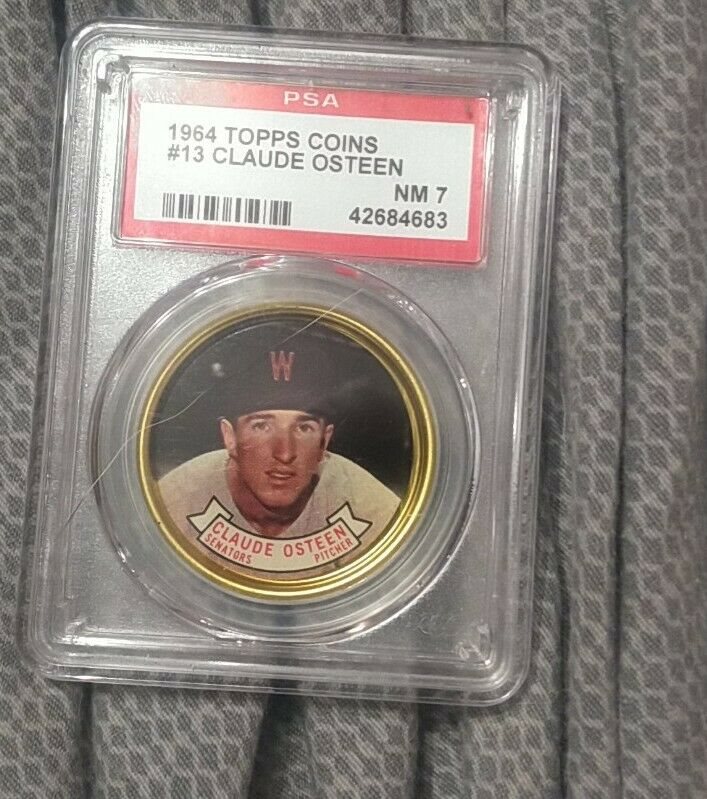 PSA
1964 TOPPS COINS
#13 CLAUDE OSTEEN
NM 7
42684683
W
CLAUDE OSTEEN
SENATORS PITCHER